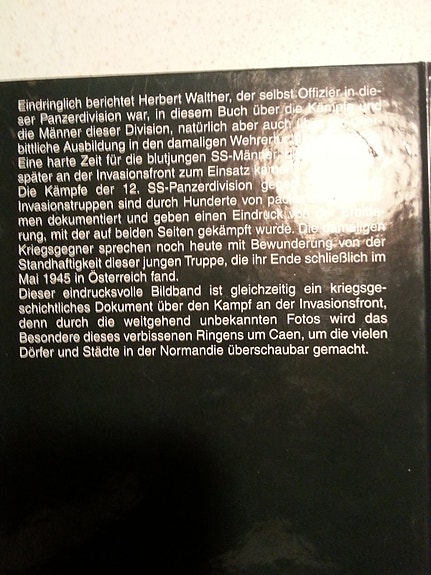 Eindringlich berichtet Herbert Walther, der selbst Offizier in die-
ser Panzerdivision war, in diesem Buch über die Kämpfe und
die Männer dieser Division, natürlich aber auch
bittliche Ausbildung in den damaligen
Eine harte Zeit für die blutjungen SS-Männer
später an der Invasionsfront zum Einsatz
Die Kämpfe der 12. SS-Panzerdivision
Invasionstruppen sind durch Hunderte von
men dokumentiert und geben einen Eindruck
rung, mit der auf beiden Seiten gekämpft wurde. Die damaligen
Kriegsgegner sprechen noch heute mit Bewunderung von der
Standhaftigkeit dieser jungen Truppe, die ihr Ende schließlich im
Mai 1945 in Österreich fand.
Dieser eindrucksvolle Bildband ist gleichzeitig ein kriegsge-
schichtliches Dokument über den Kampf an der Invasionsfront,
denn durch die weitgehend unbekannten Fotos wird das
Besondere dieses verbissenen Ringens um Caen, um die vielen
Dörfer und Städte in der Normandie überschaubar gemacht.